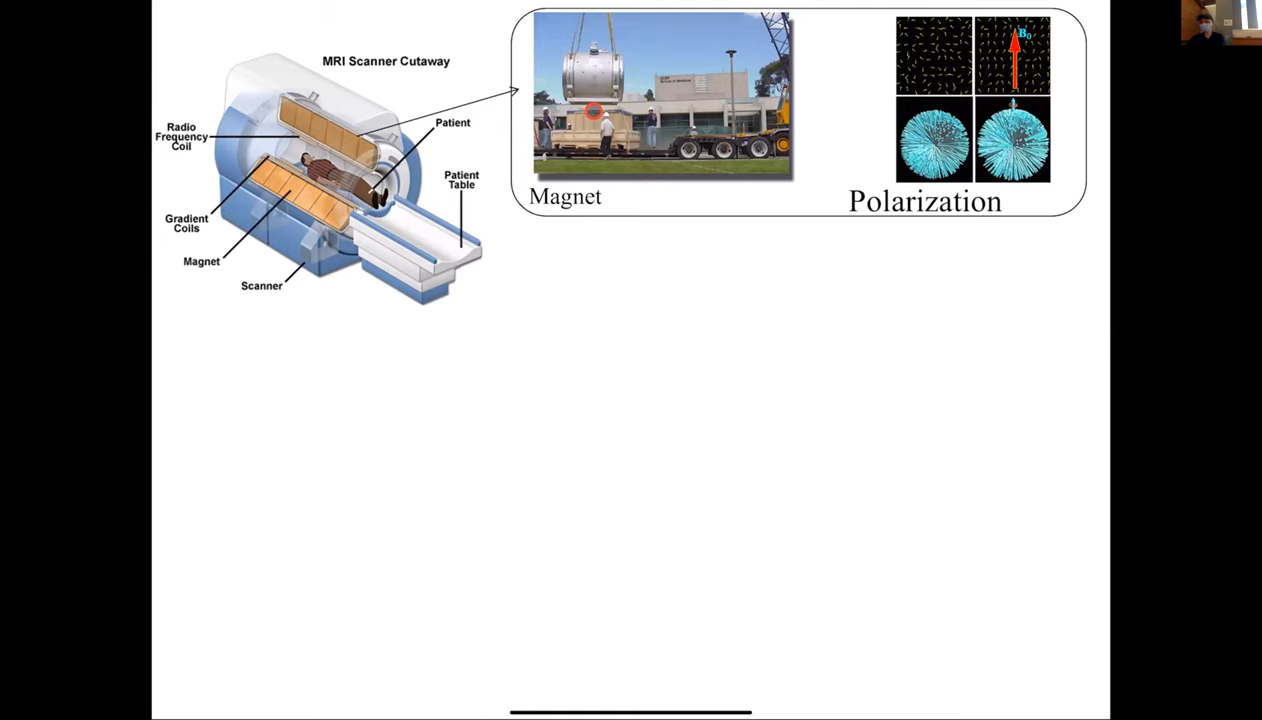 MRI Scanner Cutaway
Radio
Frequency
Coil
Patient
Patient
Table
Gradient
Coils
Magnet
Scanner
Magnet
B₀
Polarization